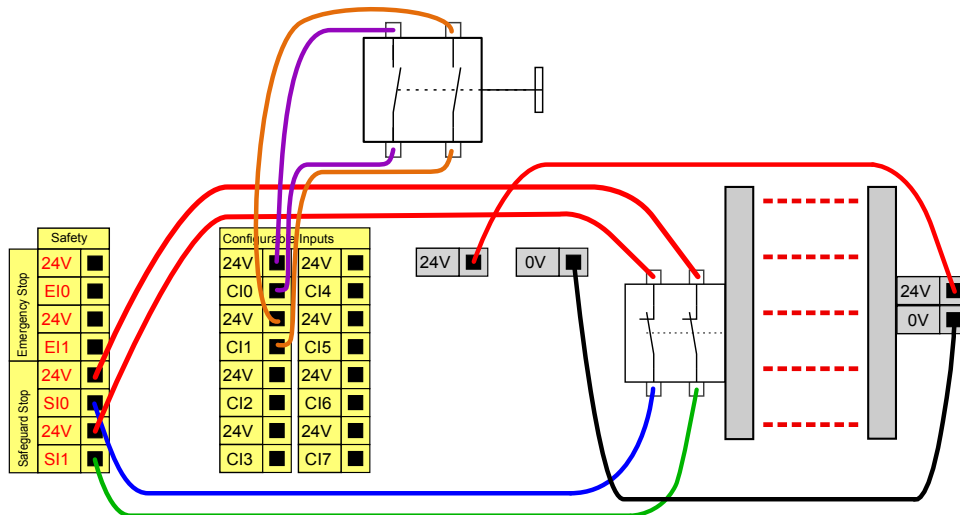 Safety
Emergency Stop
24V
EI0
24V
EI1
Safeguard Stop
24V
SI0
24V
SI1
Configurable Inputs
24V 24V
CI0 CI4
24V 24V
CI1 CI5
24V 24V
CI2 CI6
24V 24V
CI3 CI7
24V
0V
24V
0V